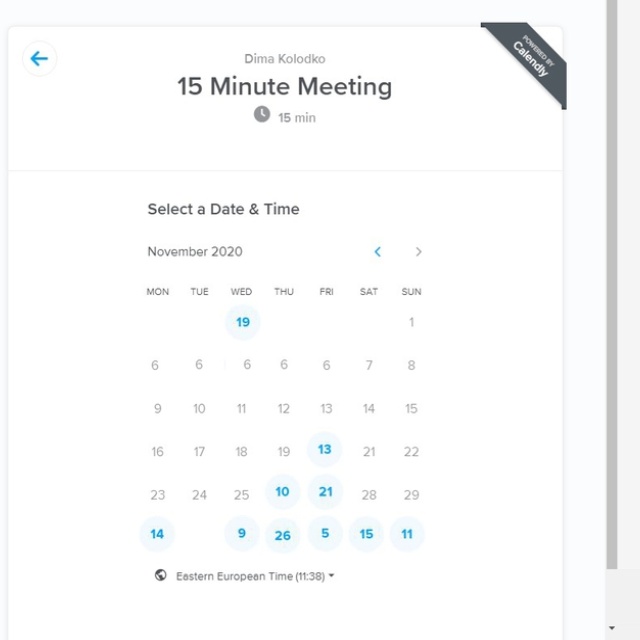 POWERED BY
Calendly
Dima Kolodko
15 Minute Meeting
15 min
Select a Date & Time
November 2020
MON TUE WED THU FRI SAT SUN
19 1
6 6 6 6 6 7 8
9 10 11 12 13 14 15
16 17 18 19 13 21 22
23 24 25 10 21 28 29
14 9 26 5 15 11
Eastern European Time (11:38)